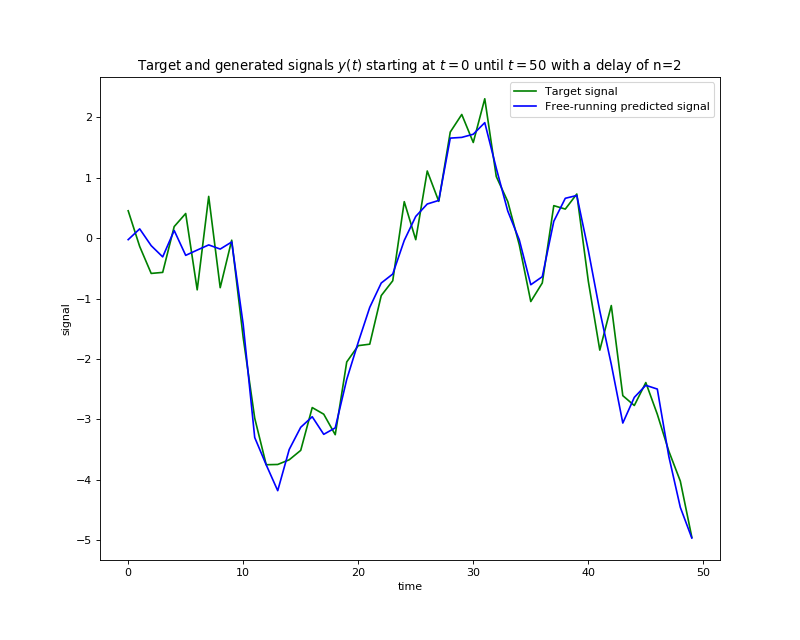 Target and generated signals y(t) starting at t = 0 until t = 50 with a delay of n=2
Target signal
Free-running predicted signal
2
1
0
−1
−2
−3
−4
−5
signal
0 10 20 30 40 50
time